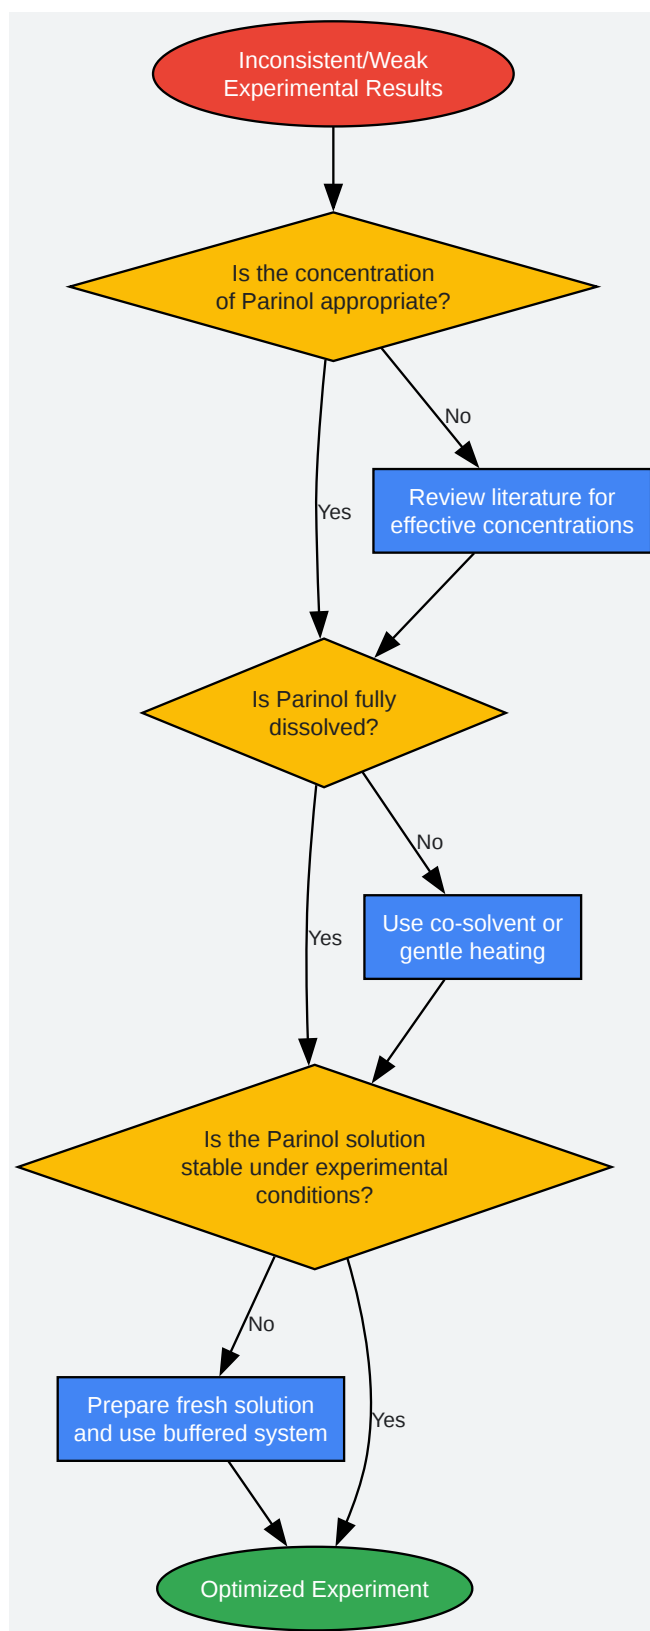 Inconsistent/Weak
Experimental Results
Is the concentration
of Parinol appropriate?
No
Review literature for
effective concentrations
Yes
Is Parinol fully
dissolved?
No
Use co-solvent or
gentle heating
Yes
Is the Parinol solution
stable under experimental
conditions?
No
Prepare fresh solution
and use buffered system
Yes
Optimized Experiment